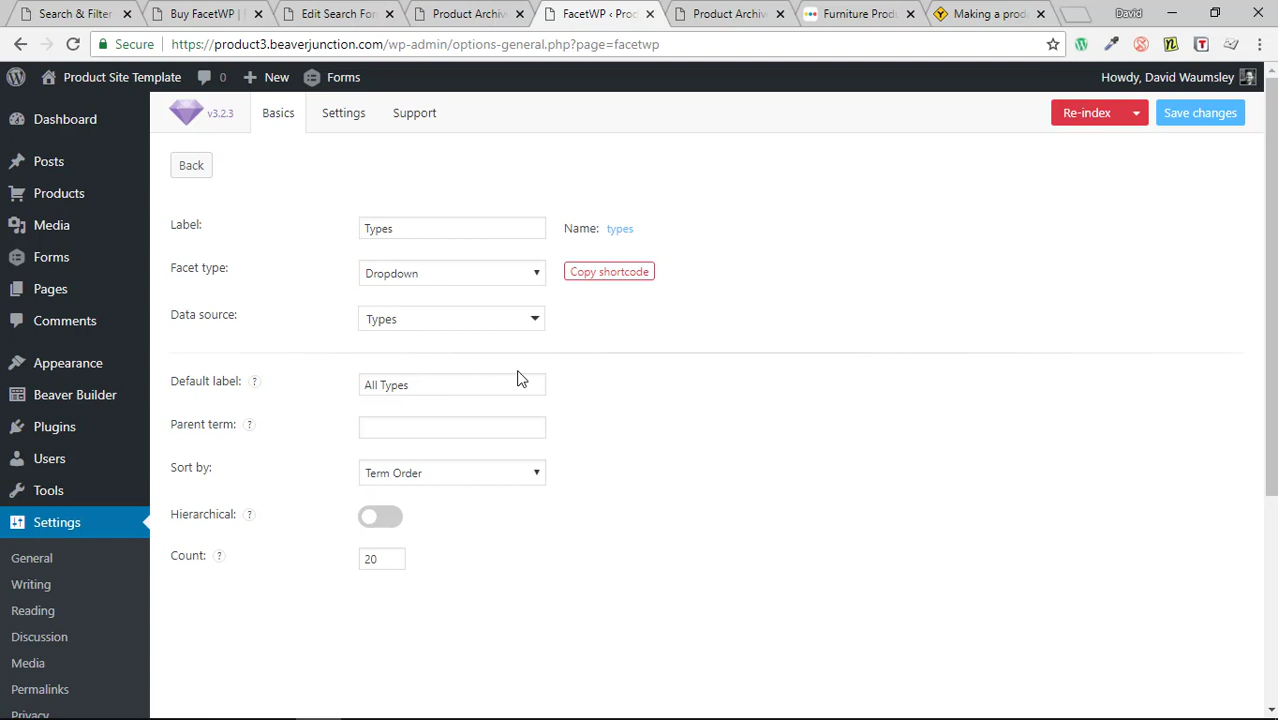 Search & Filter
Buy FacetWP |
Edit Search For
Product Archiv
FacetWP ‹ Proc
Product Archiv
Furniture Prod
Making a prod
David
Secure
https://product3.beaverjunction.com/wp-admin/options-general.php?page=facetwp
Product Site Template
0
New
Forms
Howdy, David Waumsley
Dashboard
Posts
Products
Media
Forms
Pages
Comments
Appearance
Beaver Builder
Plugins
Users
Tools
Settings
General
Writing
Reading
Discussion
Media
Permalinks
Privacy
v3.2.3
Basics
Settings
Support
Re-index
Save changes
Back
Label:
Types
Name: types
Facet type:
Dropdown
Copy shortcode
Data source:
Types
Default label: ?
All Types
Parent term: ?
Sort by:
Term Order
Hierarchical: ?
Count: ?
20